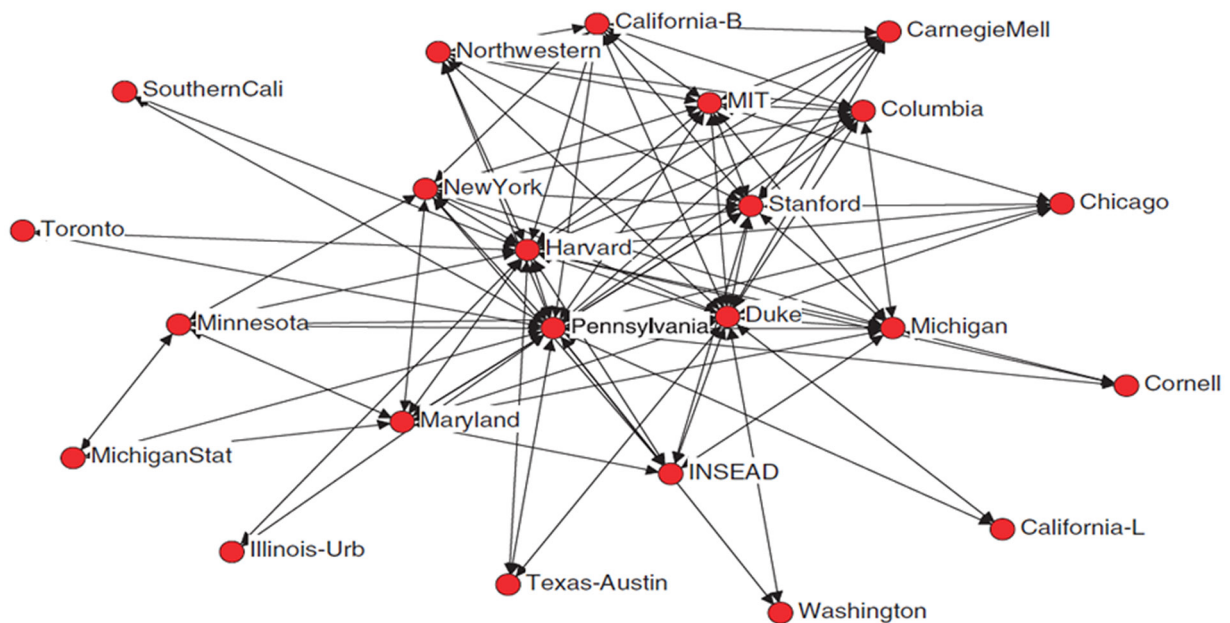 California-B
CarnegieMell
Northwestern
SouthernCali
MIT
Columbia
NewYork
Stanford
Chicago
Toronto
Harvard
Minnesota
Pennsylvania
Duke
Michigan
Cornell
Maryland
MichiganStat
INSEAD
California-L
Illinois-Urb
Texas-Austin
Washington